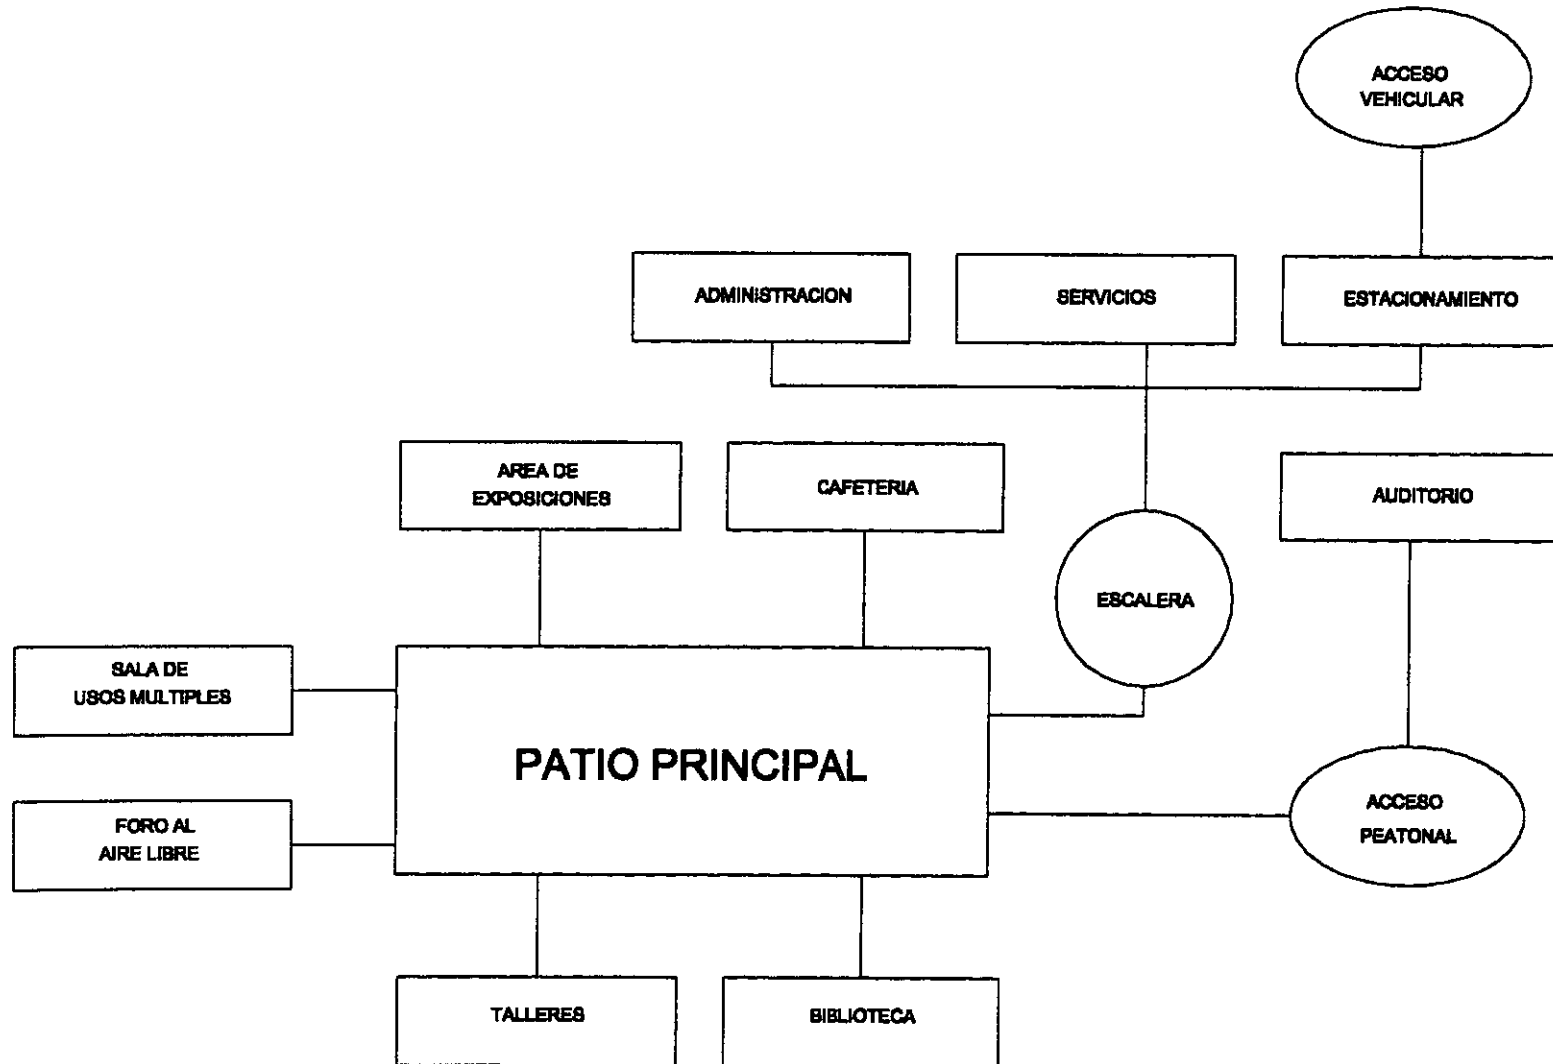 ACCESO
VEHICULAR
ADMINISTRACION
SERVICIOS
ESTACIONAMIENTO
AREA DE
EXPOSICIONES
CAFETERIA
AUDITORIO
ESCALERA
SALA DE
USOS MULTIPLES
PATIO PRINCIPAL
FORO AL
AIRE LIBRE
ACCESO
PEATONAL
TALLERES
BIBLIOTECA